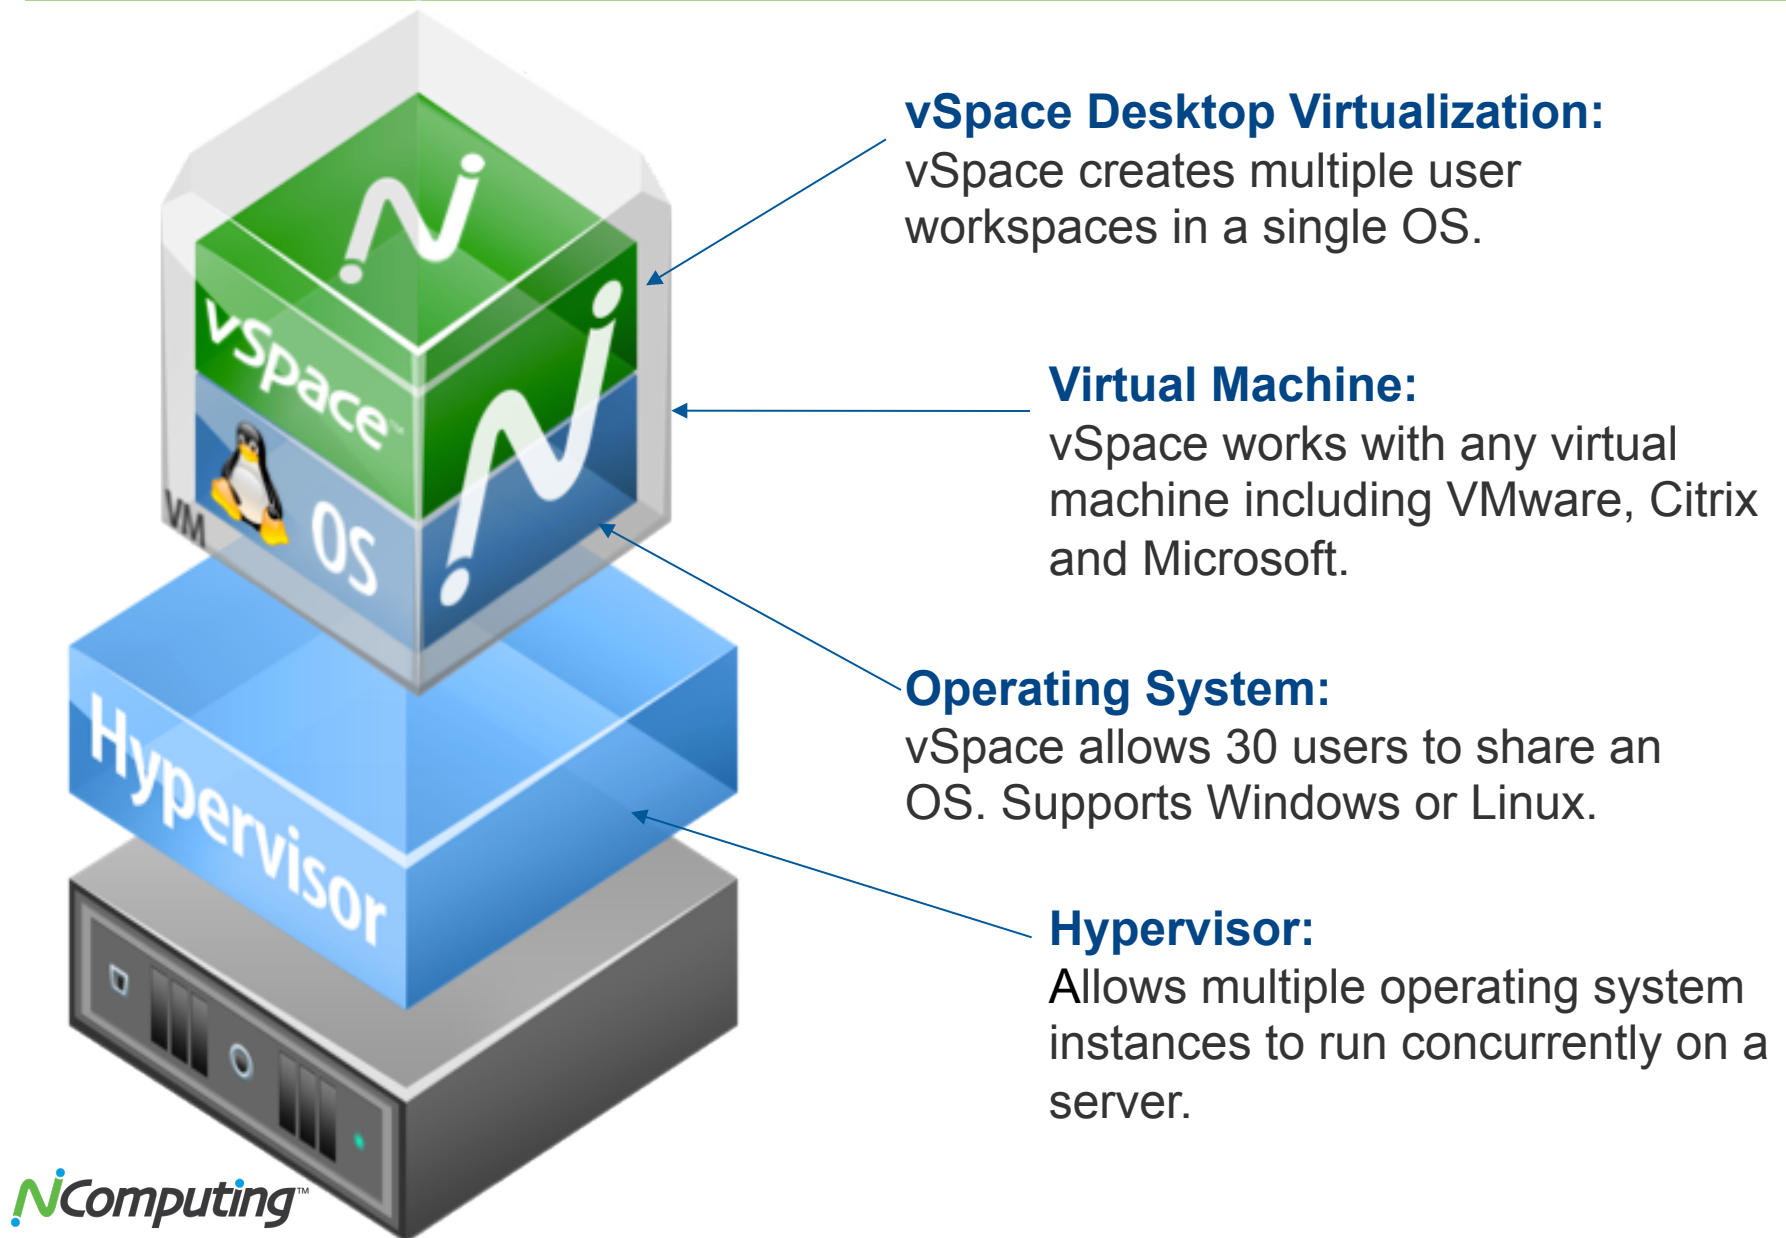 vSpace Desktop Virtualization:
vSpace creates multiple user
workspaces in a single OS.
Virtual Machine:
vSpace works with any virtual
machine including VMware, Citrix
and Microsoft.
Operating System:
vSpace allows 30 users to share an
OS. Supports Windows or Linux.
Hypervisor:
Allows multiple operating system
instances to run concurrently on a
server.
vSpace™
OS
VM
Hypervisor
NComputing™